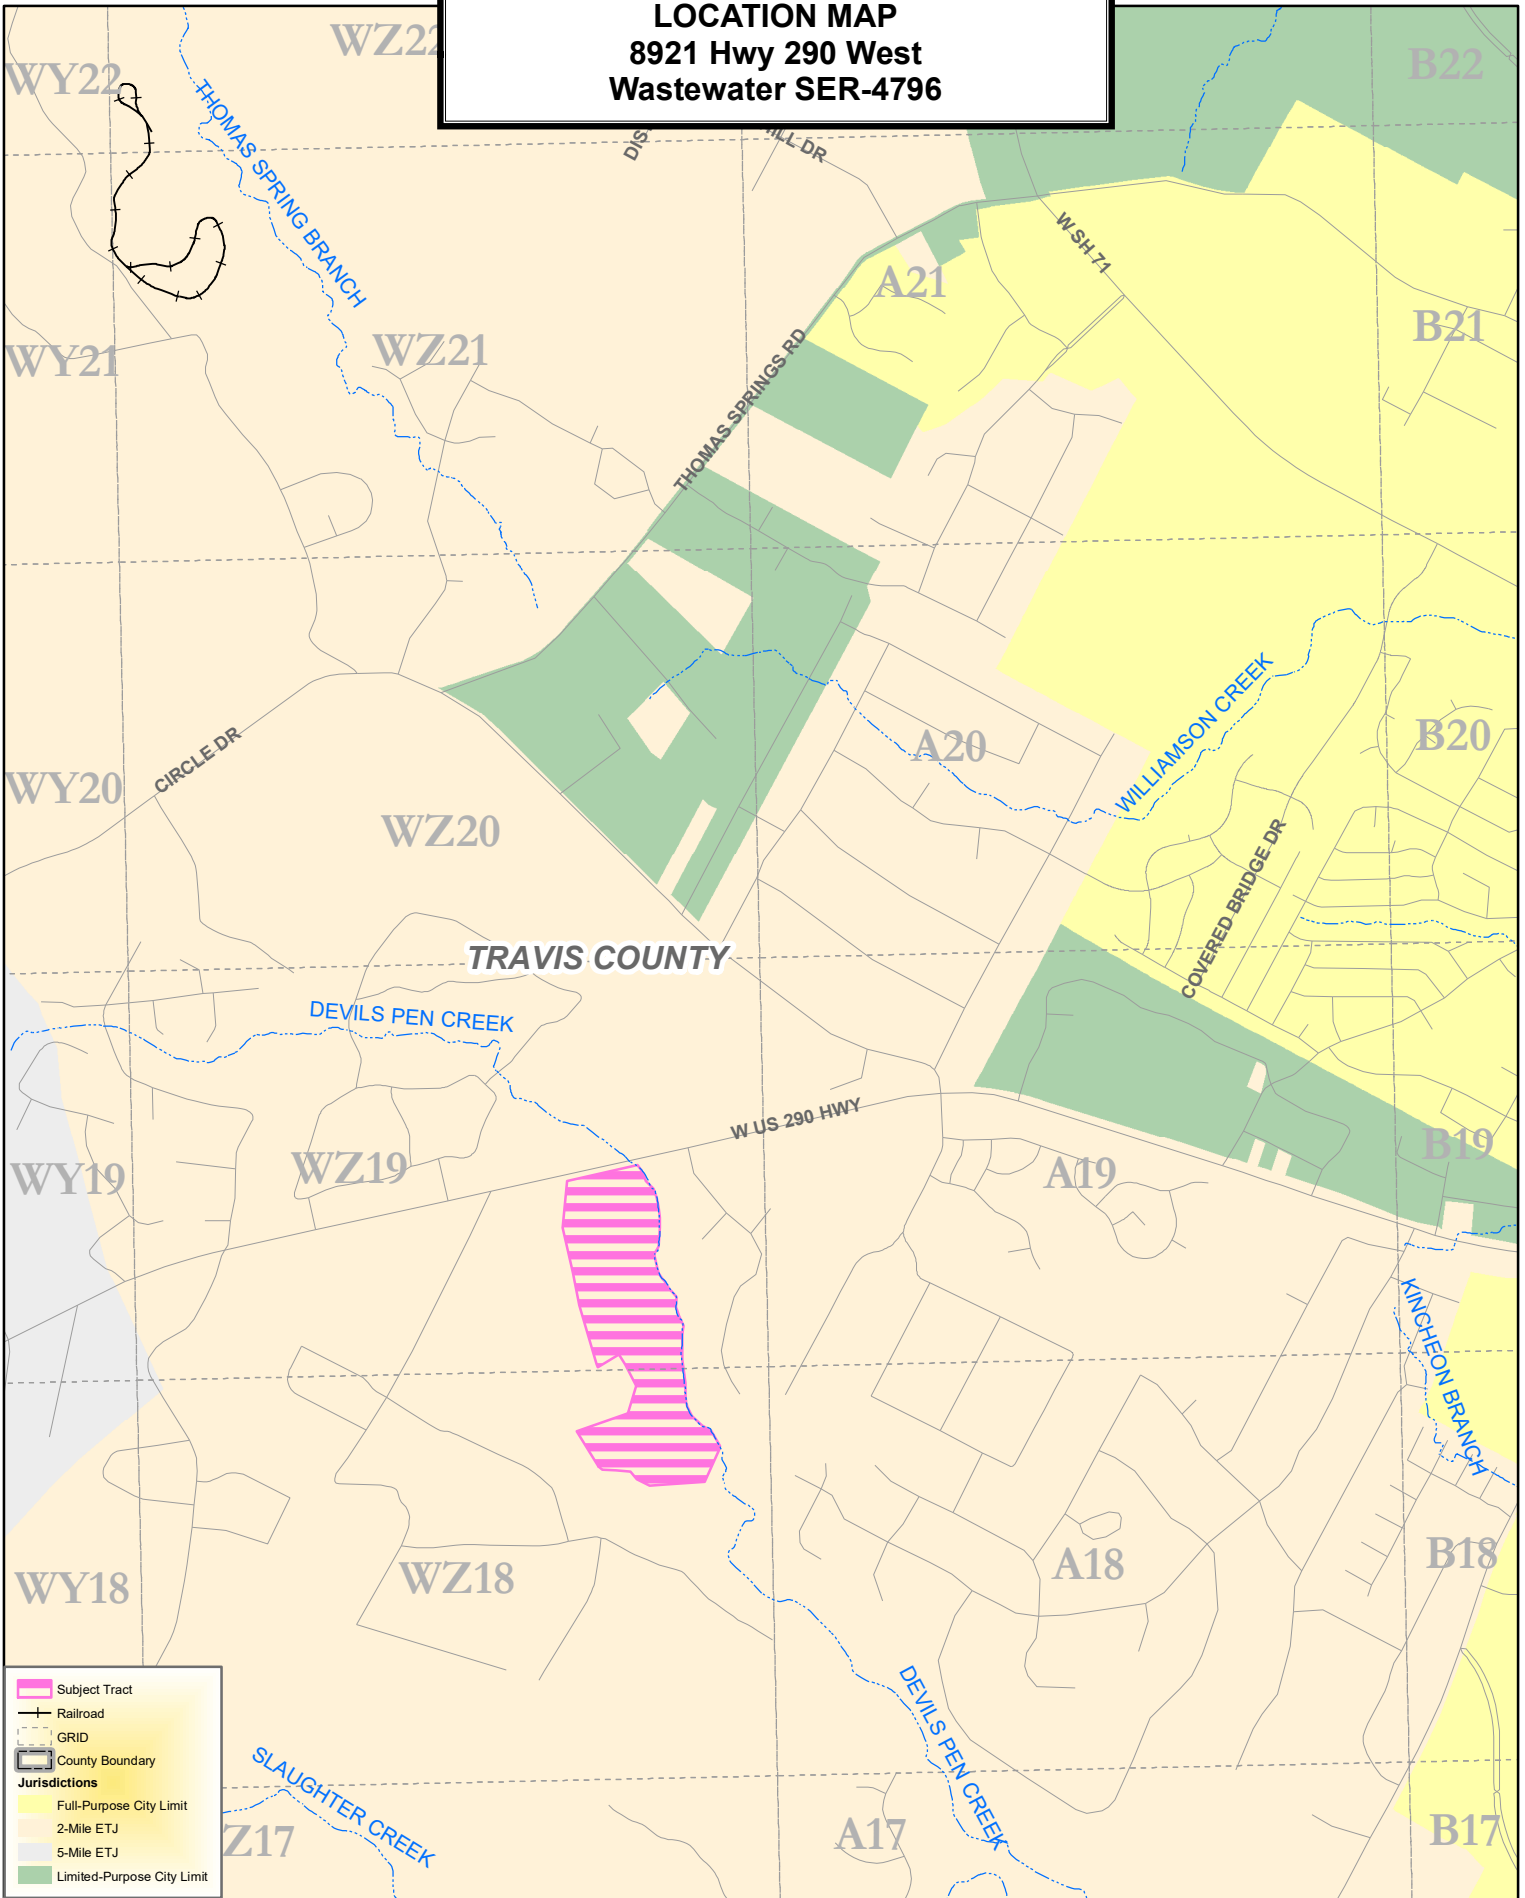 LOCATION MAP
8921 Hwy 290 West
Wastewater SER-4796
WZ22
B22
WY22
THOMAS SPRING BRANCH
HILL DR
W SH 71
A21
B21
WY21
WZ21
THOMAS SPRINGS RD
WILLIAMSON CREEK
CIRCLE DR
A20
B20
WY20
WZ20
COVERED BRIDGE DR
TRAVIS COUNTY
DEVILS PEN CREEK
W US 290 HWY
WY19
WZ19
A19
B19
KINCHEON BRANCH
WY18
WZ18
A18
B18
DEVILS PEN CREEK
SLAUGHTER CREEK
Z17
A17
B17
Subject Tract
Railroad
GRID
County Boundary
Jurisdictions
Full-Purpose City Limit
2-Mile ETJ
5-Mile ETJ
Limited-Purpose City Limit